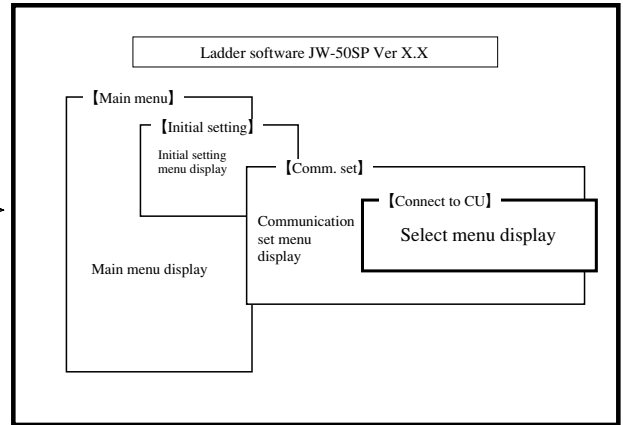 Ladder software JW-50SP Ver X.X
【Main menu】
【Initial setting】
Initial setting
menu display
【Comm. set】
【Connect to CU】
Communication
set menu
display
Select menu display
Main menu display